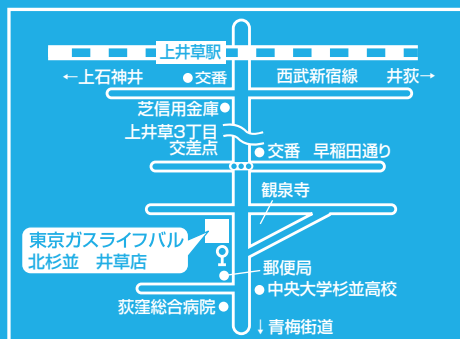 上井草駅
←上石神井
交番
西武新宿線
井荻→
芝信用金庫
上井草3丁目
交差点
交番
早稲田通り
観泉寺
東京ガスライフバル
北杉並 井草店
郵便局
中央大学杉並高校
荻窪総合病院
↓青梅街道